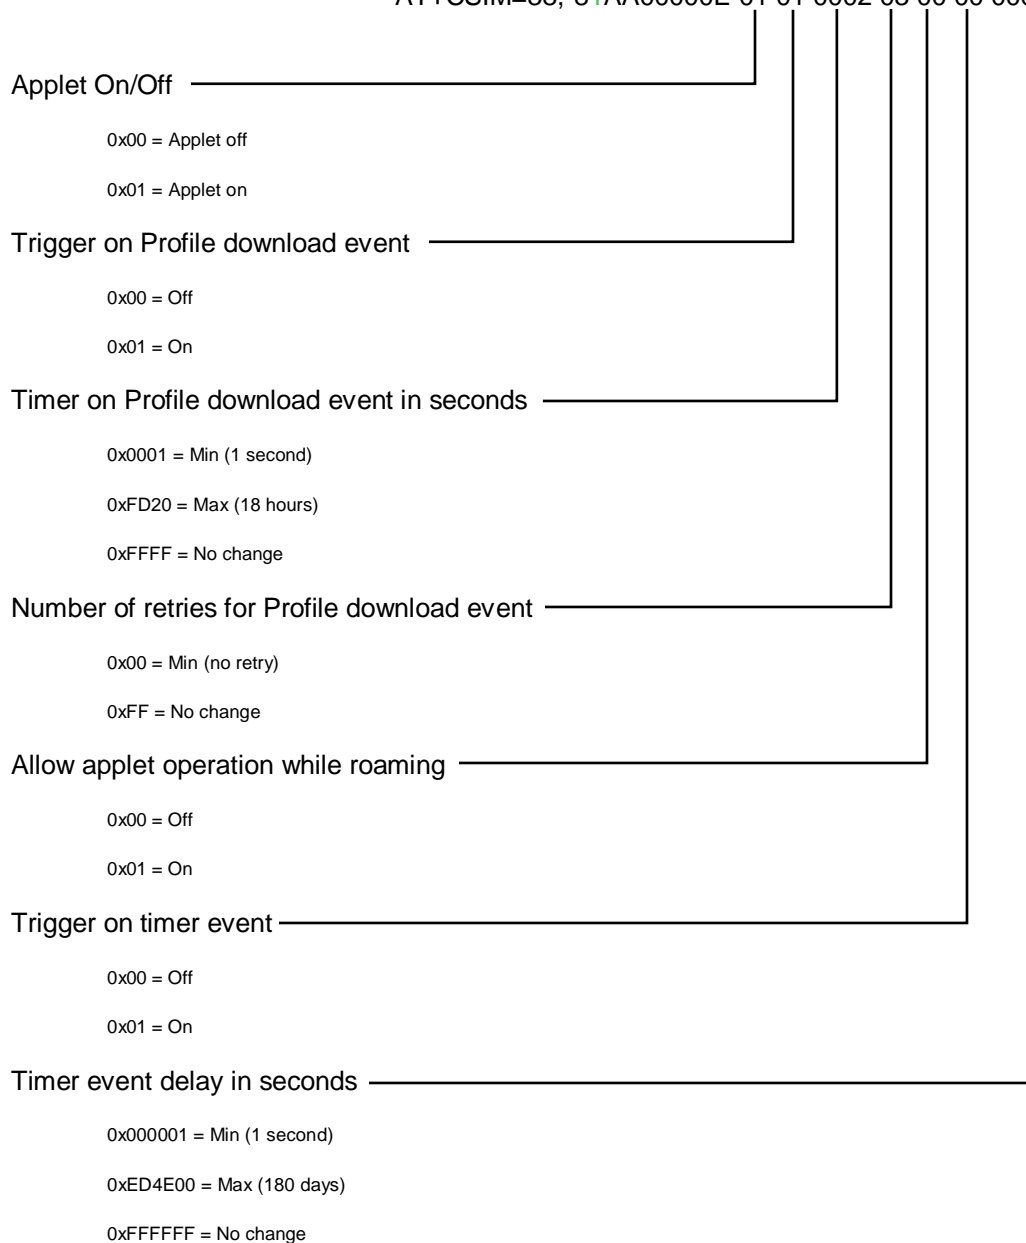 Applet On/Off
0x00 = Applet off
0x01 = Applet on
Trigger on Profile download event
0x00 = Off
0x01 = On
Timer on Profile download event in seconds
0x0001 = Min (1 second)
0xFD20 = Max (18 hours)
0xFFFF = No change
Number of retries for Profile download event
0x00 = Min (no retry)
0xFF = No change
Allow applet operation while roaming
0x00 = Off
0x01 = On
Trigger on timer event
0x00 = Off
0x01 = On
Timer event delay in seconds
0x000001 = Min (1 second)
0xED4E00 = Max (180 days)
0xFFFFFF = No change